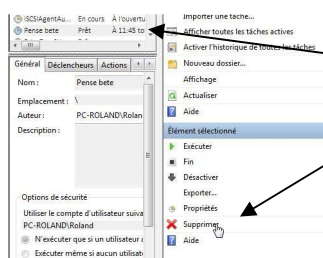 iSCSIAgentAu... En cours À l'ouvertu
Pense bete Prêt À 11:45 to
Général Déclencheurs Actions
Nom : Pense bete
Emplacement : \
Auteur : PC-ROLAND\Rolan
Description :
Options de sécurité
Utiliser le compte d'utilisateur suiva
PC-ROLAND\Roland
N'exécuter que si un utilisateur a
Exécuter même si aucun utilisat
Importer une tâche...
Afficher toutes les tâches actives
Activer l'historique de toutes les tâches
Nouveau dossier...
Affichage
Actualiser
Aide
Élément sélectionné
Exécuter
Fin
Désactiver
Exporter...
Propriétés
Supprimer
Aide